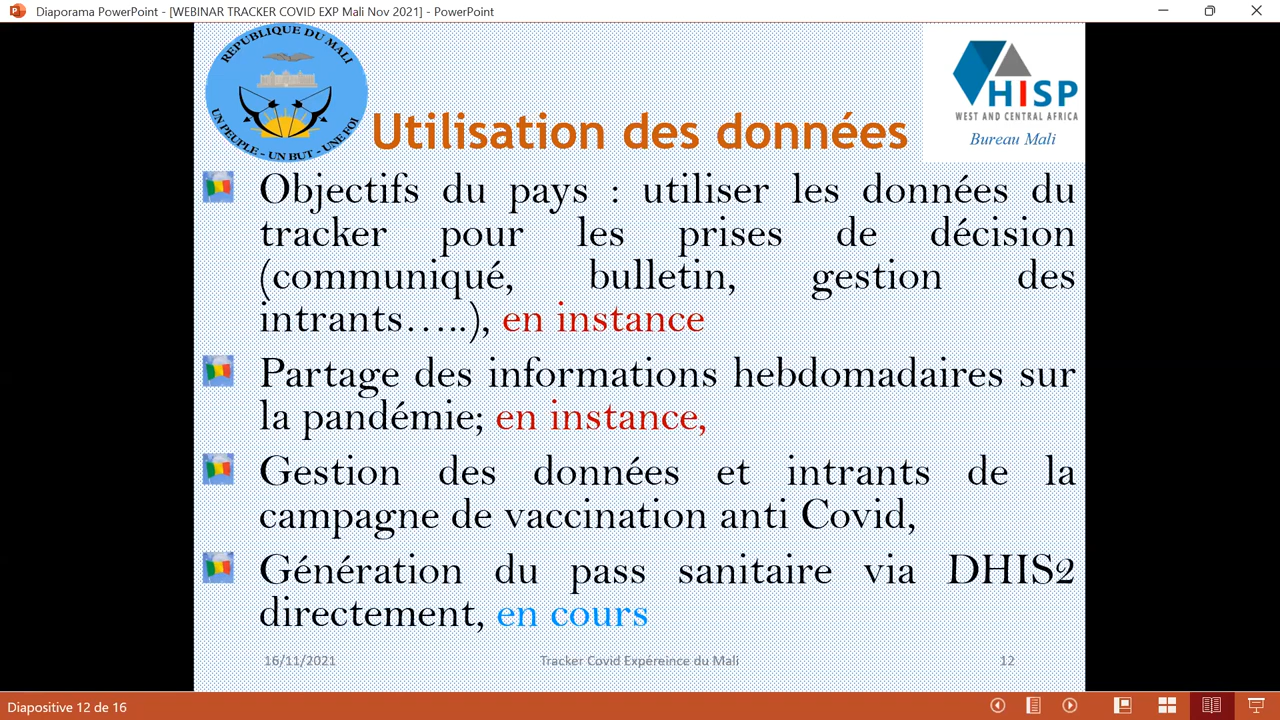 Diaporama PowerPoint - [WEBINAR TRACKER COVID EXP Mali Nov 2021] - PowerPoint
REPUBLIQUE DU MALI
UN PEUPLE - UN BUT - UNE FOI
HISP
WEST AND CENTRAL AFRICA
Bureau Mali
Utilisation des données
Objectifs du pays : utiliser les données du
tracker pour les prises de décision
(communiqué, bulletin, gestion des
intrants…..), en instance
Partage des informations hebdomadaires sur
la pandémie; en instance,
Gestion des données et intrants de la
campagne de vaccination anti Covid,
Génération du pass sanitaire via DHIS2
directement, en cours
16/11/2021
Tracker Covid Expéreince du Mali
12
Diapositive 12 de 16